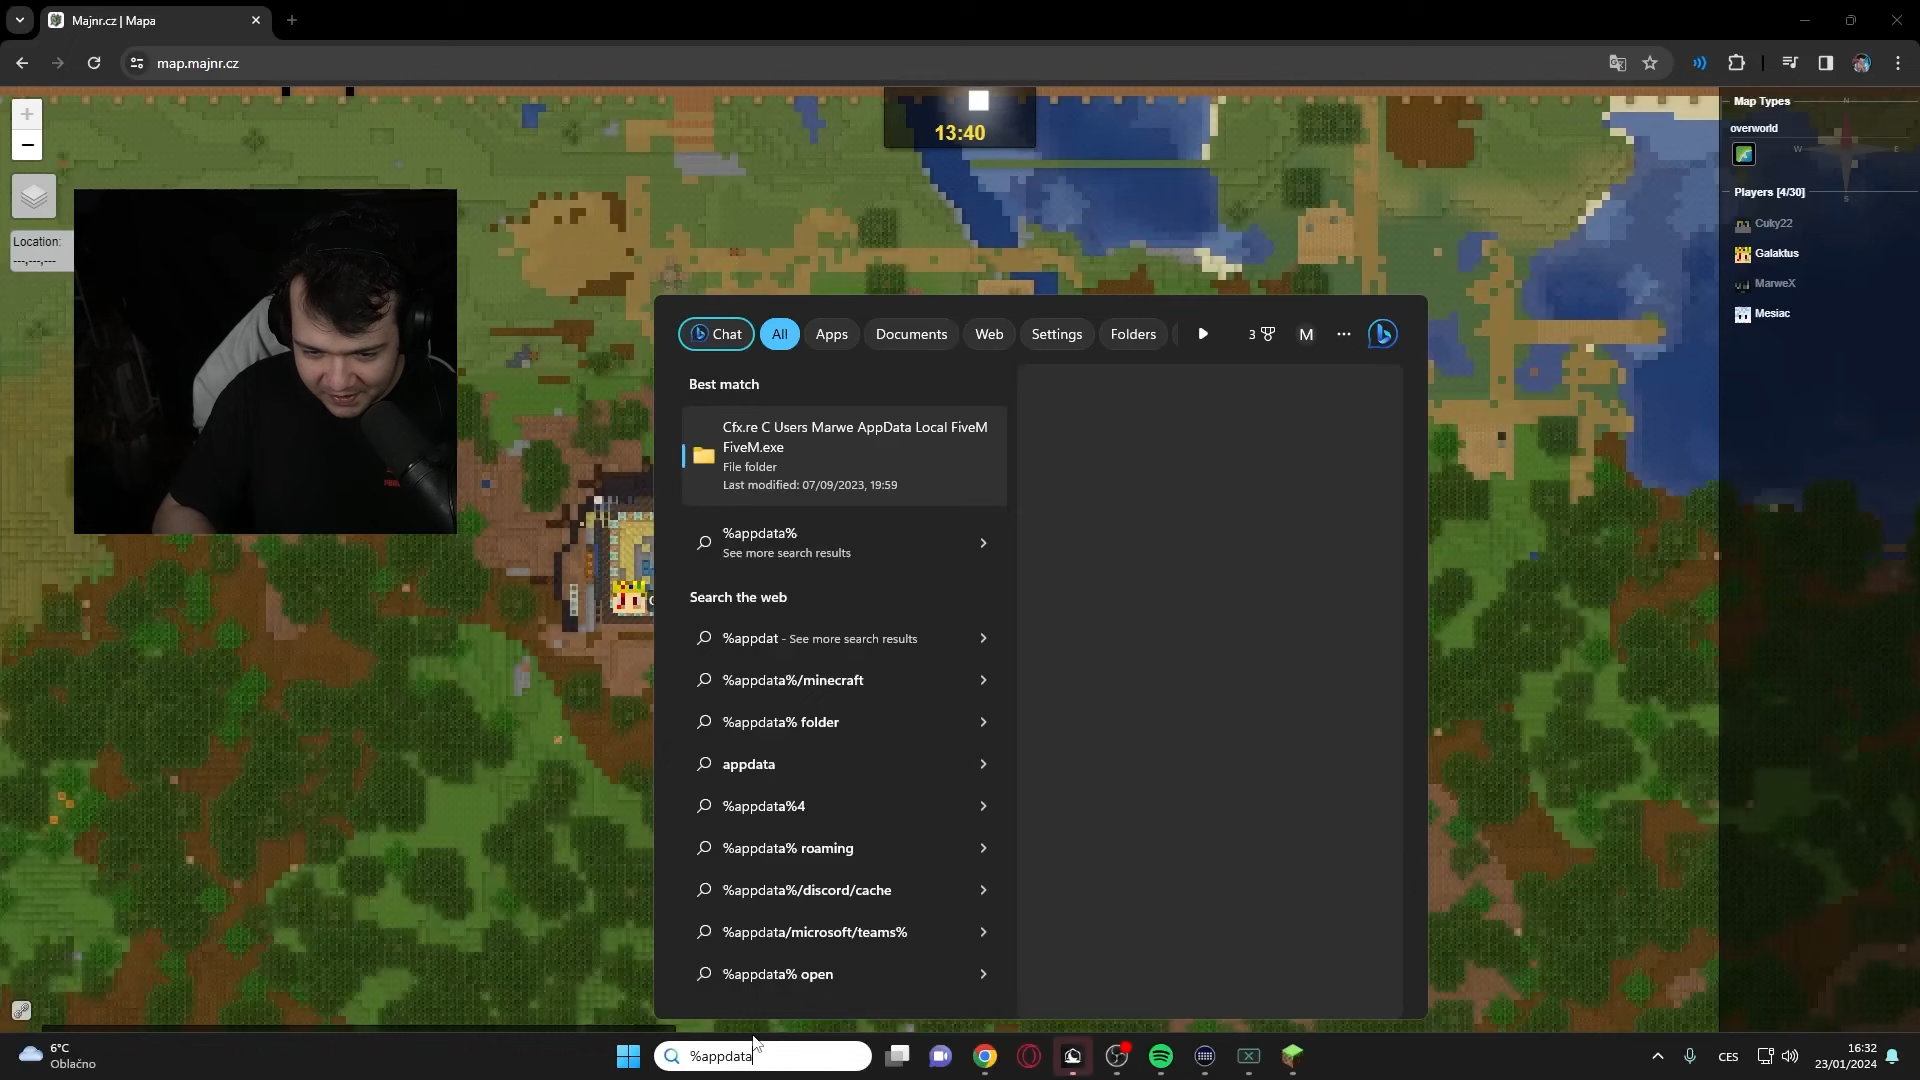 Majnr.cz | Mapa
map.majnr.cz
+
−
Location:
---,---,---
13:40
Map Types
overworld
N
W
E
S
Players [4/30]
Cuky22
Galaktus
MarweX
Mesiac
Chat
All
Apps
Documents
Web
Settings
Folders
3
M
Best match
Cfx.re C Users Marwe AppData Local FiveM
FiveM.exe
File folder
Last modified: 07/09/2023, 19:59
%appdata%
See more search results
Search the web
%appdat - See more search results
%appdata%/minecraft
%appdata% folder
appdata
%appdata%4
%appdata% roaming
%appdata%/discord/cache
%appdata/microsoft/teams%
%appdata% open
6°C
Oblačno
%appdata
CES
16:32
23/01/2024